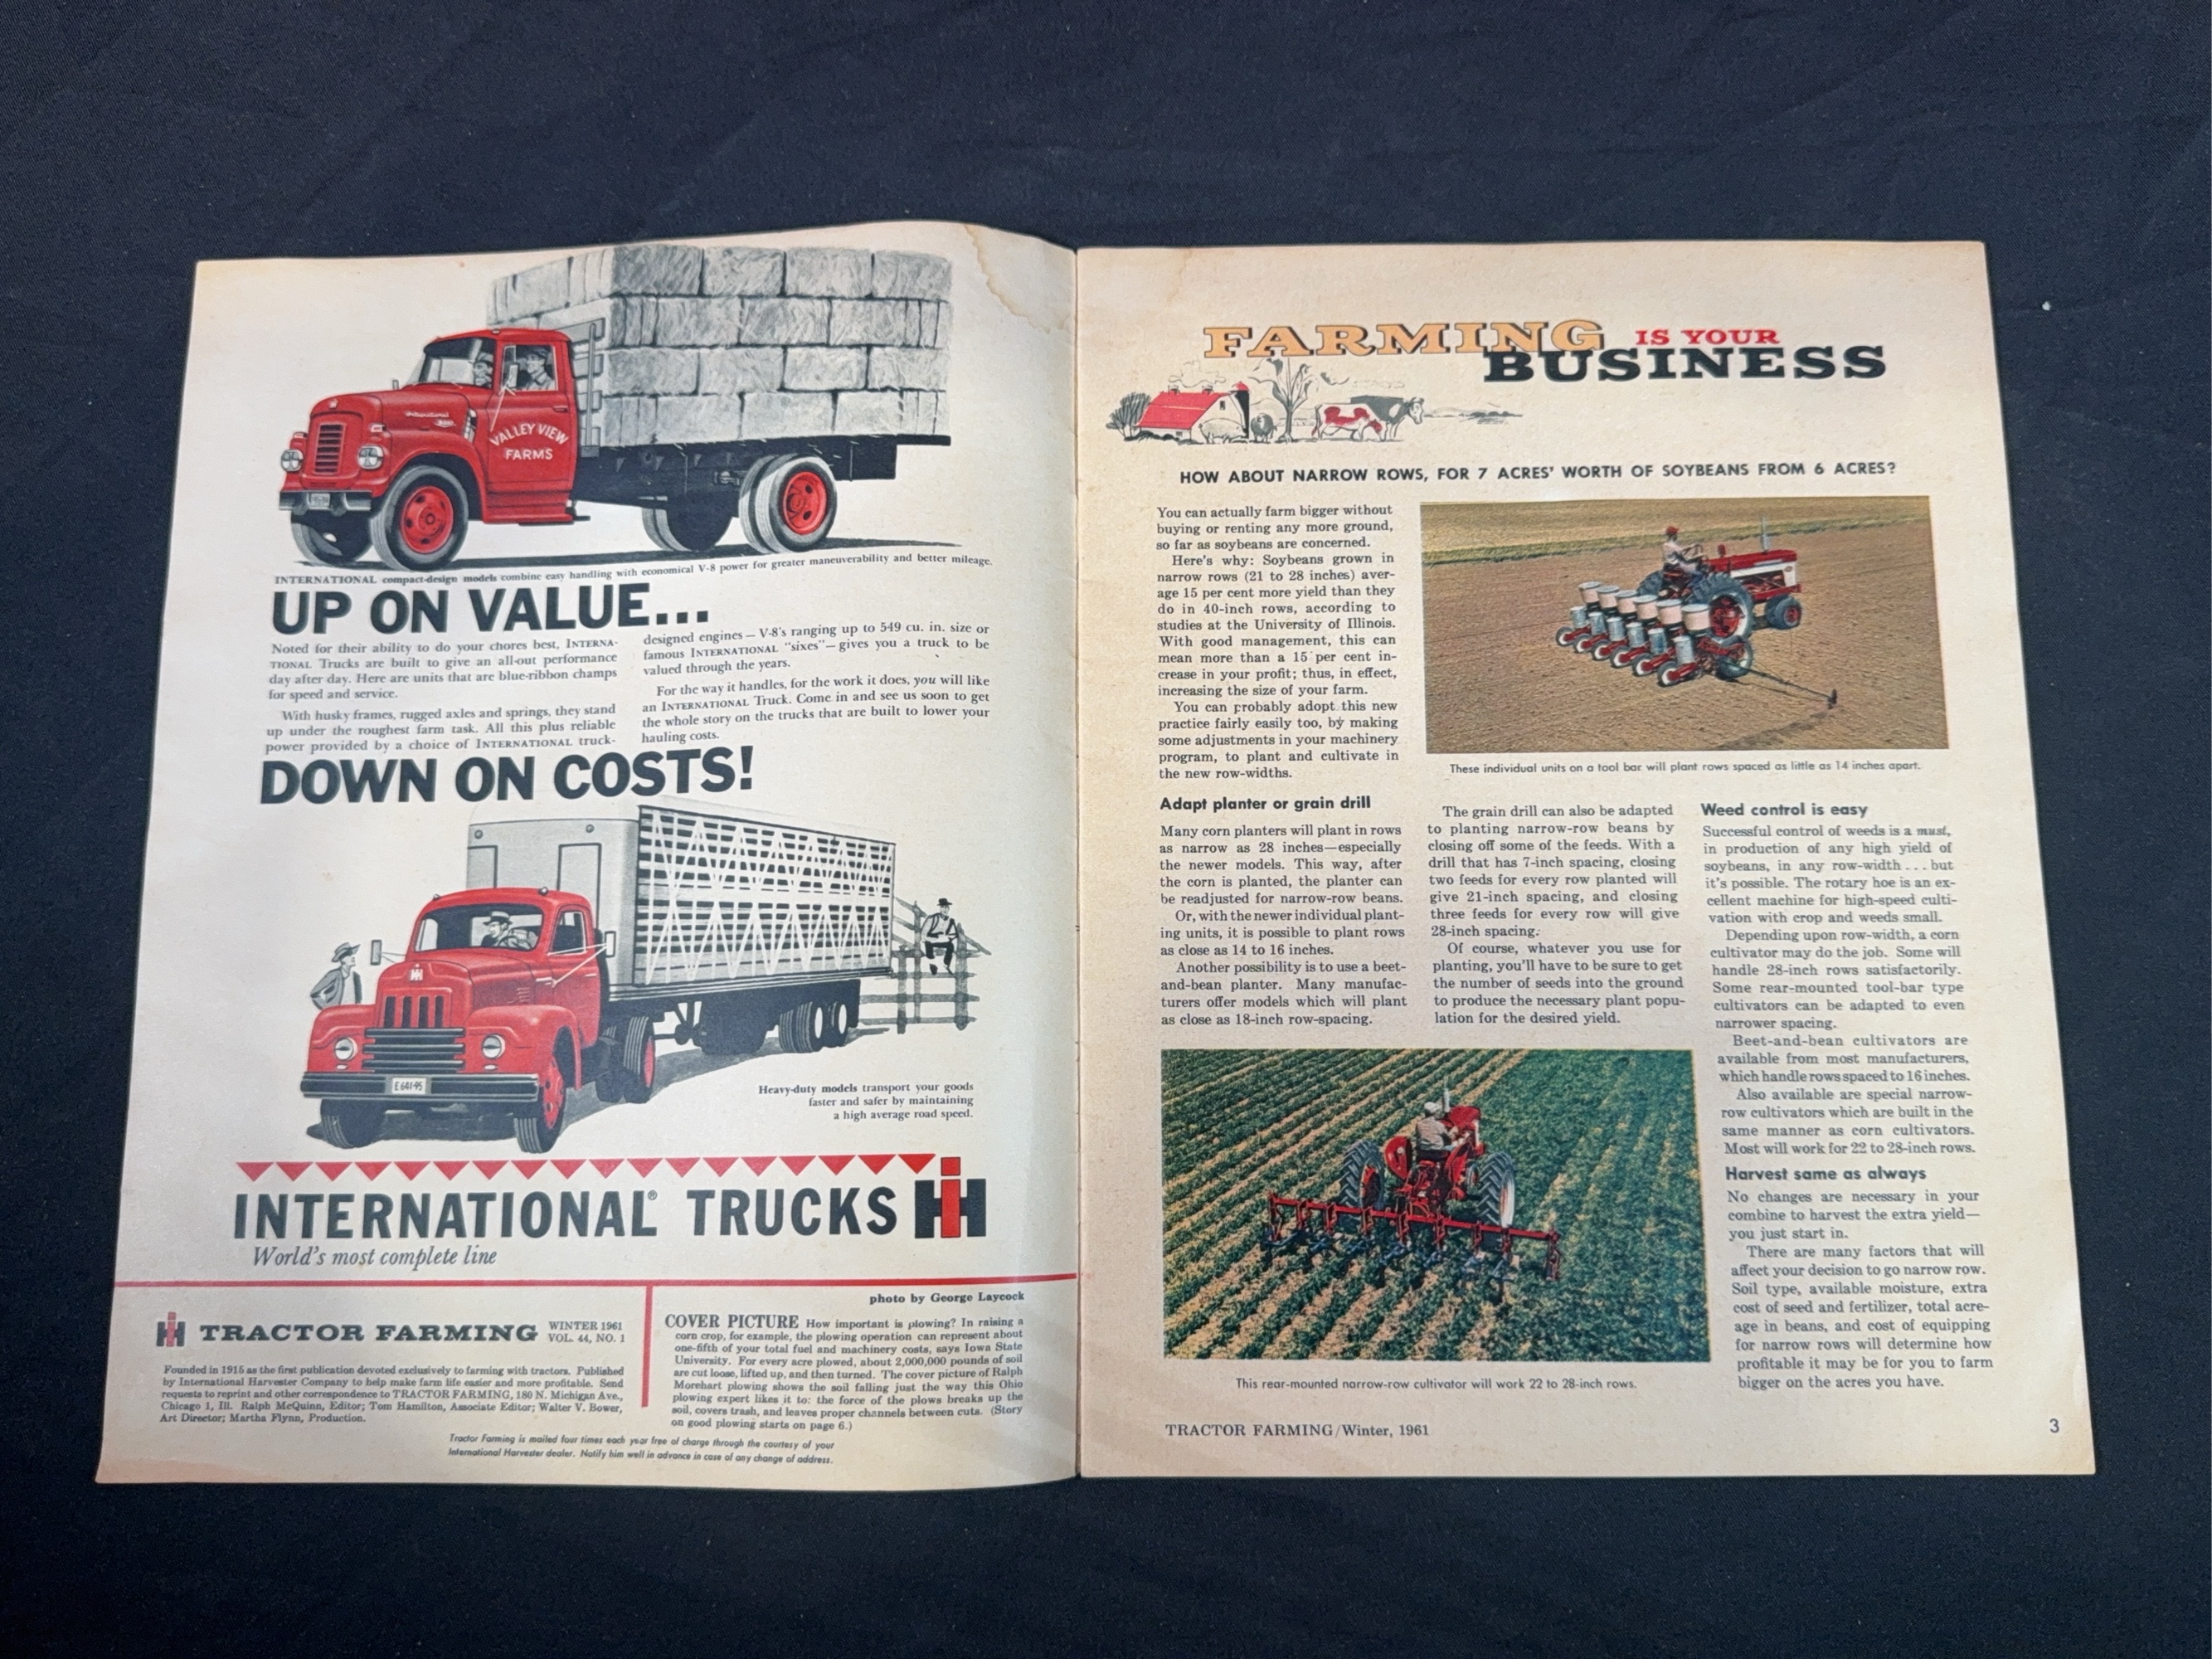 International
VALLEY VIEW
FARMS
INTERNATIONAL compact-design models combine easy handling with economical V-8 power for greater maneuverability and better mileage.
UP ON VALUE...
Noted for their ability to do your chores best, INTERNA-
TIONAL Trucks are built to give an all-out performance
day after day. Here are units that are blue-ribbon champs
for speed and service.
With husky frames, rugged axles and springs, they stand
up under the roughest farm task. All this plus reliable
power provided by a choice of INTERNATIONAL truck-
designed engines — V-8's ranging up to 549 cu. in. size or
famous INTERNATIONAL "sixes"— gives you a truck to be
valued through the years.
For the way it handles, for the work it does, you will like
an INTERNATIONAL Truck. Come in and see us soon to get
the whole story on the trucks that are built to lower your
hauling costs.
DOWN ON COSTS!
IH
E 641-95
Heavy-duty models transport your goods
faster and safer by maintaining
a high average road speed.
INTERNATIONAL® TRUCKS IH
World's most complete line
IH TRACTOR FARMING WINTER 1961
VOL. 44, NO. 1
Founded in 1915 as the first publication devoted exclusively to farming with tractors. Published
by International Harvester Company to help make farm life easier and more profitable. Send
requests to reprint and other correspondence to TRACTOR FARMING, 180 N. Michigan Ave.,
Chicago 1, Ill. Ralph McQuinn, Editor; Tom Hamilton, Associate Editor; Walter V. Bower,
Art Director; Martha Flynn, Production.
photo by George Laycock
COVER PICTURE How important is plowing? In raising a
corn crop, for example, the plowing operation can represent about
one-fifth of your total fuel and machinery costs, says Iowa State
University. For every acre plowed, about 2,000,000 pounds of soil
are cut loose, lifted up, and then turned. The cover picture of Ralph
Morehart plowing shows the soil falling just the way this Ohio
plowing expert likes it to: the force of the plows breaks up the
soil, covers trash, and leaves proper channels between cuts. (Story
on good plowing starts on page 6.)
Tractor Farming is mailed four times each year free of charge through the courtesy of your
International Harvester dealer. Notify him well in advance in case of any change of address.
FARMING IS YOUR
BUSINESS
HOW ABOUT NARROW ROWS, FOR 7 ACRES' WORTH OF SOYBEANS FROM 6 ACRES?
You can actually farm bigger without
buying or renting any more ground,
so far as soybeans are concerned.
Here's why: Soybeans grown in
narrow rows (21 to 28 inches) aver-
age 15 per cent more yield than they
do in 40-inch rows, according to
studies at the University of Illinois.
With good management, this can
mean more than a 15 per cent in-
crease in your profit; thus, in effect,
increasing the size of your farm.
You can probably adopt this new
practice fairly easily too, by making
some adjustments in your machinery
program, to plant and cultivate in
the new row-widths.
These individual units on a tool bar will plant rows spaced as little as 14 inches apart.
Adapt planter or grain drill
Many corn planters will plant in rows
as narrow as 28 inches—especially
the newer models. This way, after
the corn is planted, the planter can
be readjusted for narrow-row beans.
Or, with the newer individual plant-
ing units, it is possible to plant rows
as close as 14 to 16 inches.
Another possibility is to use a beet-
and-bean planter. Many manufac-
turers offer models which will plant
as close as 18-inch row-spacing.
The grain drill can also be adapted
to planting narrow-row beans by
closing off some of the feeds. With a
drill that has 7-inch spacing, closing
two feeds for every row planted will
give 21-inch spacing, and closing
three feeds for every row will give
28-inch spacing.
Of course, whatever you use for
planting, you'll have to be sure to get
the number of seeds into the ground
to produce the necessary plant popu-
lation for the desired yield.
Weed control is easy
Successful control of weeds is a must,
in production of any high yield of
soybeans, in any row-width . . . but
it's possible. The rotary hoe is an ex-
cellent machine for high-speed culti-
vation with crop and weeds small.
Depending upon row-width, a corn
cultivator may do the job. Some will
handle 28-inch rows satisfactorily.
Some rear-mounted tool-bar type
cultivators can be adapted to even
narrower spacing.
Beet-and-bean cultivators are
available from most manufacturers,
which handle rows spaced to 16 inches.
Also available are special narrow-
row cultivators which are built in the
same manner as corn cultivators.
Most will work for 22 to 28-inch rows.
Harvest same as always
No changes are necessary in your
combine to harvest the extra yield—
you just start in.
There are many factors that will
affect your decision to go narrow row.
Soil type, available moisture, extra
cost of seed and fertilizer, total acre-
age in beans, and cost of equipping
for narrow rows will determine how
profitable it may be for you to farm
bigger on the acres you have.
This rear-mounted narrow-row cultivator will work 22 to 28-inch rows.
TRACTOR FARMING/Winter, 1961
3